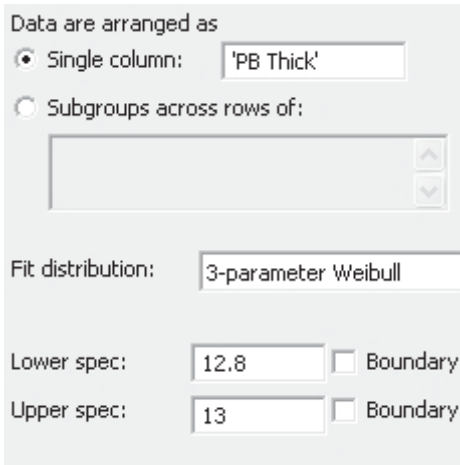 Data are arranged as
Single column: 'PB Thick'
Subgroups across rows of:
Fit distribution: 3-parameter Weibull
Lower spec: 12.8 Boundary
Upper spec: 13 Boundary